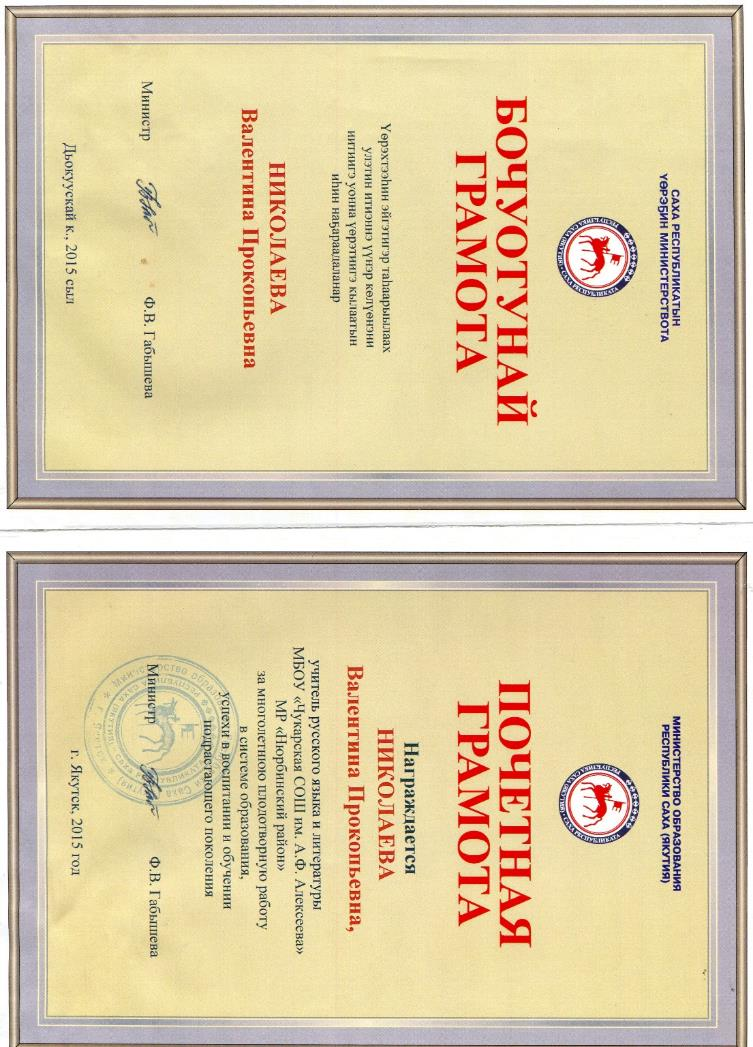 САХА РЕСПУБЛИКАТЫН
ҮӨРЭҔИН МИНИСТЕРСТВОТА
БОЧУОТУНАЙ
ГРАМОТА
Үөрэхтээһин эйгэтигэр таһаарыылаах
үлэтин итиэннэ үүнэр көлүөнэни
иитиигэ уонна үөрэтиигэ кылаатын
иһин наҕараадаланар
НИКОЛАЕВА
Валентина Прокопьевна
Министр Ф.В. Габышева
Дьокуускай к., 2015 сыл
МИНИСТЕРСТВО ОБРАЗОВАНИЯ
РЕСПУБЛИКИ САХА (ЯКУТИЯ)
ПОЧЕТНАЯ
ГРАМОТА
Награждается
НИКОЛАЕВА
Валентина Прокопьевна,
учитель русского языка и литературы
МБОУ «Чукарская СОШ им. А.Ф. Алексеева»
МР «Нюрбинский район»
за многолетнюю плодотворную работу
в системе образования,
успехи в воспитании и обучении
подрастающего поколения
Министр Ф.В. Габышева
г. Якутск, 2015 год